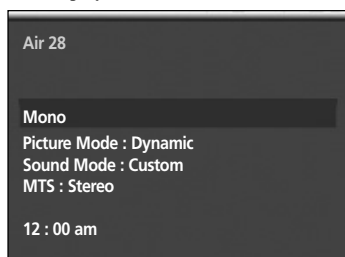 Air 28
Mono
Picture Mode : Dynamic
Sound Mode : Custom
MTS : Stereo
12 : 00 am